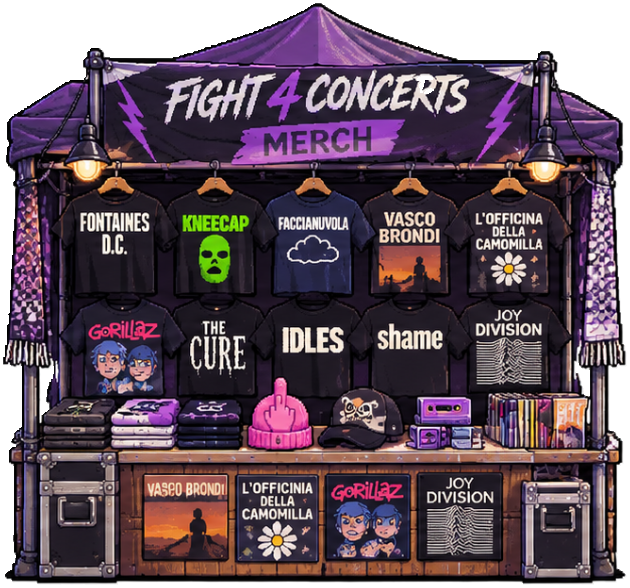 FIGHT 4 CONCERTS
MERCH
FONTAINES
D.C.
KNEECAP
FACCIANUVOLA
VASCO
BRONDI
L'OFFICINA
DELLA
CAMOMILLA
GORILLAZ
THE
CURE
IDLES
shame
JOY
DIVISION
VASCO BRONDI
L'OFFICINIA
DELLA
CAMOMILLA
GORILLAZ
JOY
DIVISION